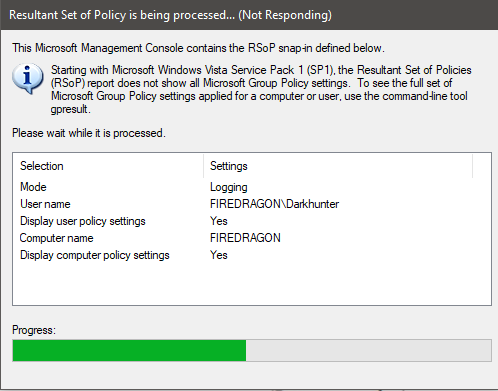 Resultant Set of Policy is being processed... (Not Responding)
This Microsoft Management Console contains the RSoP snap-in defined below.
Starting with Microsoft Windows Vista Service Pack 1 (SP1), the Resultant Set of Policies
(RSoP) report does not show all Microsoft Group Policy settings. To see the full set of
Microsoft Group Policy settings applied for a computer or user, use the command-line tool
gpresult.
Please wait while it is processed.
Selection Settings
Mode Logging
User name FIREDRAGON\Darkhunter
Display user policy settings Yes
Computer name FIREDRAGON
Display computer policy settings Yes
Progress: